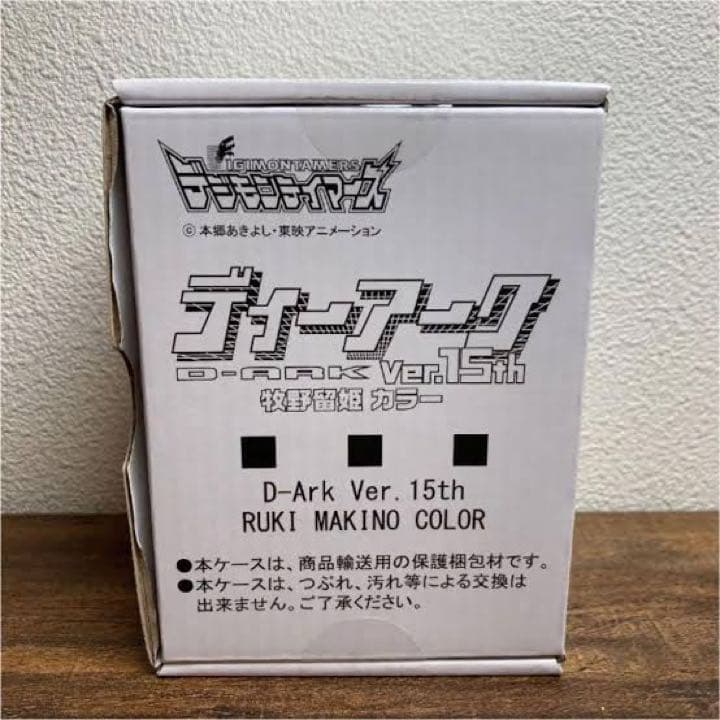 DIGIMONTAMERS
デジモンテイマーズ
© 本郷あきよし・東映アニメーション
ディーアーク
D-ARK Ver.15th
牧野留姫 カラー
D-Ark Ver.15th
RUKI MAKINO COLOR
●本ケースは、商品輸送用の保護梱包材です。
●本ケースは、つぶれ、汚れ等による交換は
出来ません。ご了承ください。